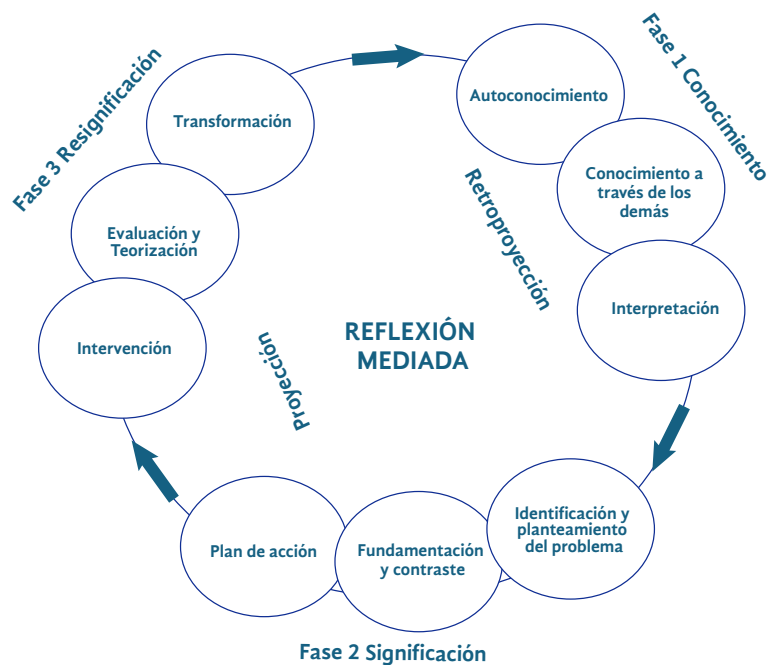 Fase 1 Conocimiento
Autoconocimiento
Conocimiento a
través de los
demás
Interpretación
Retroproyección
REFLEXIÓN
MEDIADA
Identificación y
planteamiento
del problema
Fundamentación
y contraste
Plan de acción
Fase 2 Significación
Proyección
Intervención
Evaluación y
Teorización
Transformación
Fase 3 Resignificación